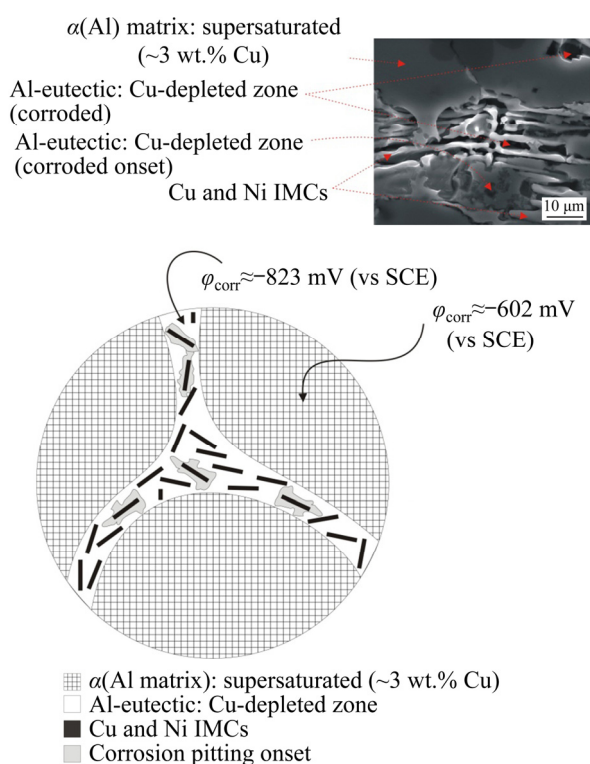 α(Al) matrix: supersaturated
(~3 wt.% Cu)
Al-eutectic: Cu-depleted zone
(corroded)
Al-eutectic: Cu-depleted zone
(corroded onset)
Cu and Ni IMCs
10 μm
φcorr≈−823 mV (vs SCE)
φcorr≈−602 mV
(vs SCE)
α(Al matrix): supersaturated (~3 wt.% Cu)
Al-eutectic: Cu-depleted zone
Cu and Ni IMCs
Corrosion pitting onset